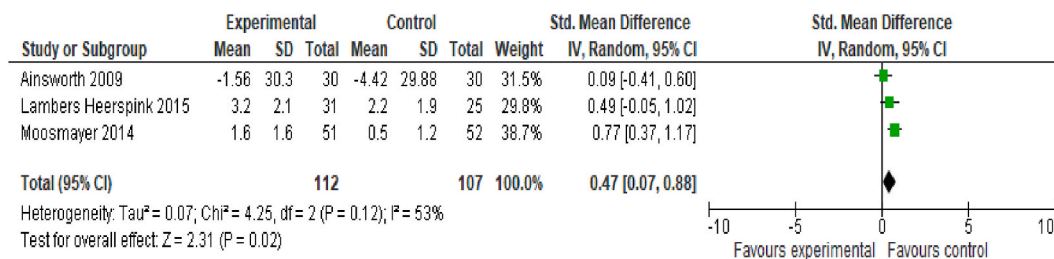 Experimental Control Std. Mean Difference Std. Mean Difference
Study or Subgroup Mean SD Total Mean SD Total Weight IV, Random, 95% CI IV, Random, 95% CI
Ainsworth 2009 -1.56 30.3 30 -4.42 29.88 30 31.5% 0.09 [-0.41, 0.60]
Lambers Heerspink 2015 3.2 2.1 31 2.2 1.9 25 29.8% 0.49 [-0.05, 1.02]
Moosmayer 2014 1.6 1.6 51 0.5 1.2 52 38.7% 0.77 [0.37, 1.17]
Total (95% CI) 112 107 100.0% 0.47 [0.07, 0.88]
Heterogeneity: Tau² = 0.07; Chi² = 4.25, df = 2 (P = 0.12); I² = 53%
Test for overall effect: Z = 2.31 (P = 0.02)
-10 -5 0 5 10
Favours experimental Favours control